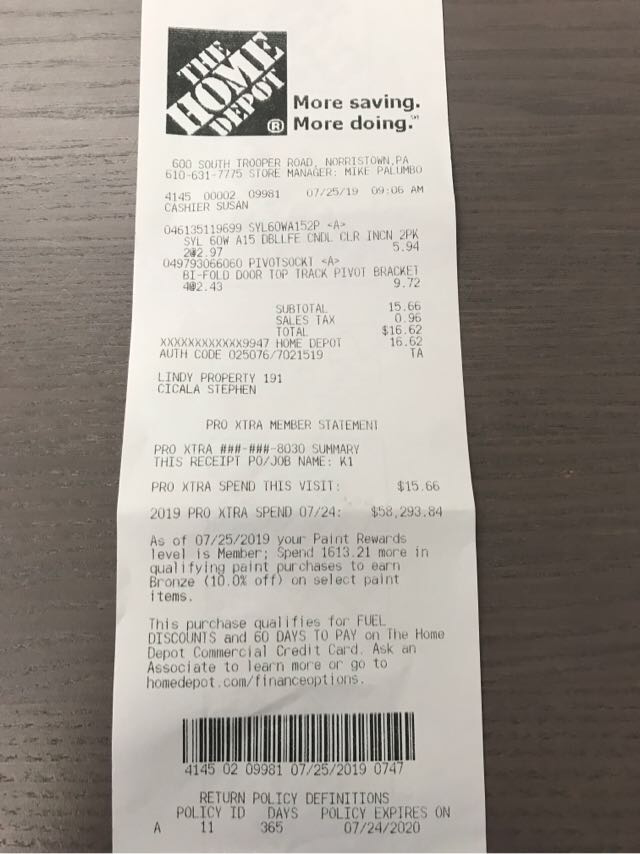 THE
HOME
DEPOT
®
More saving.
More doing.℠
600 SOUTH TROOPER ROAD, NORRISTOWN,PA
610-631-7775 STORE MANAGER: MIKE PALUMBO
4145 00002 09981 07/25/19 09:06 AM
CASHIER SUSAN
046135119699 SYL60WA152P <A>
SYL 60W A15 DBLLFE CNDL CLR INCN 2PK
2@2.97 5.94
049793066060 PIVOTSOCKT <A>
BI-FOLD DOOR TOP TRACK PIVOT BRACKET
4@2.43 9.72
SUBTOTAL 15.66
SALES TAX 0.96
TOTAL $16.62
XXXXXXXXXXXX9947 HOME DEPOT 16.62
AUTH CODE 025076/7021519 TA
LINDY PROPERTY 191
CICALA STEPHEN
PRO XTRA MEMBER STATEMENT
PRO XTRA ###-###-8030 SUMMARY
THIS RECEIPT PO/JOB NAME: K1
PRO XTRA SPEND THIS VISIT: $15.66
2019 PRO XTRA SPEND 07/24: $58,293.84
As of 07/25/2019 your Paint Rewards
level is Member; Spend 1613.21 more in
qualifying paint purchases to earn
Bronze (10.0% off) on select paint
items.
This purchase qualifies for FUEL
DISCOUNTS and 60 DAYS TO PAY on The Home
Depot Commercial Credit Card. Ask an
Associate to learn more or go to
homedepot.com/financeoptions.
4145 02 09981 07/25/2019 0747
RETURN POLICY DEFINITIONS
POLICY ID DAYS POLICY EXPIRES ON
A 11 365 07/24/2020